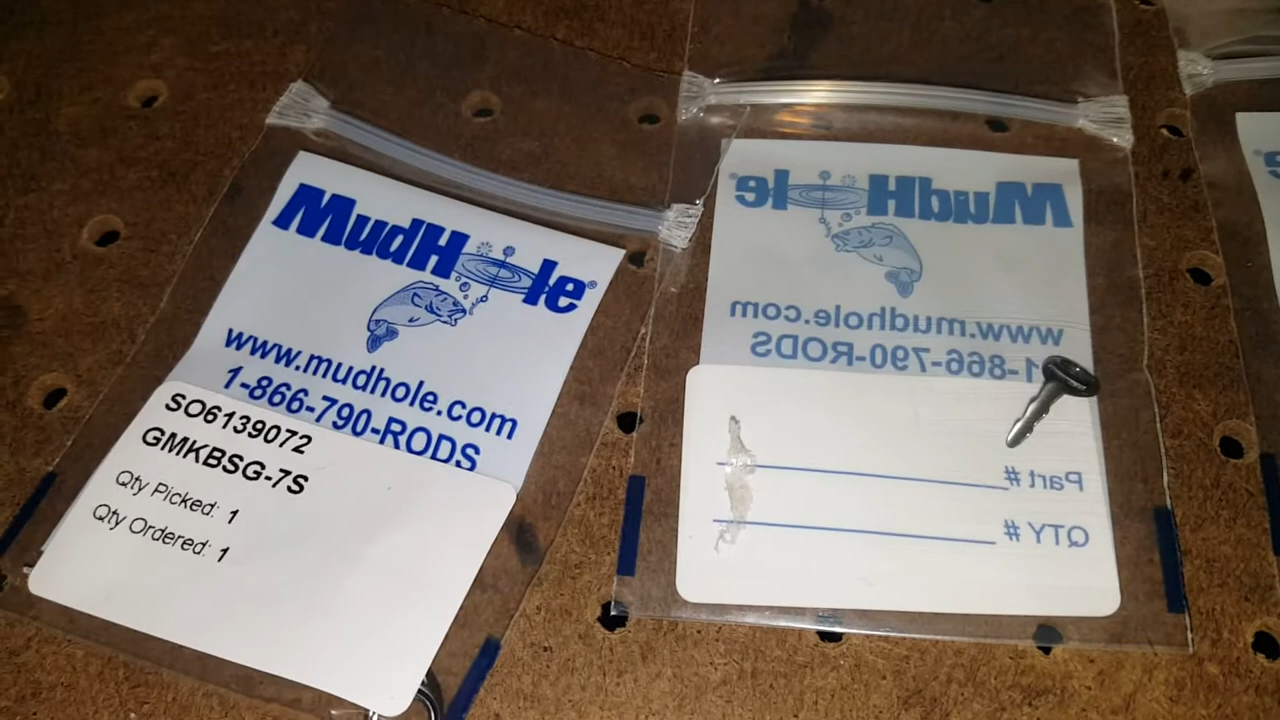 MudHole®
www.mudhole.com
1-866-790-RODS
SO6139072
GMKBSG-7S
Qty Picked: 1
Qty Ordered: 1
MudHole®
www.mudhole.com
1-866-790-RODS
Part #
QTY #